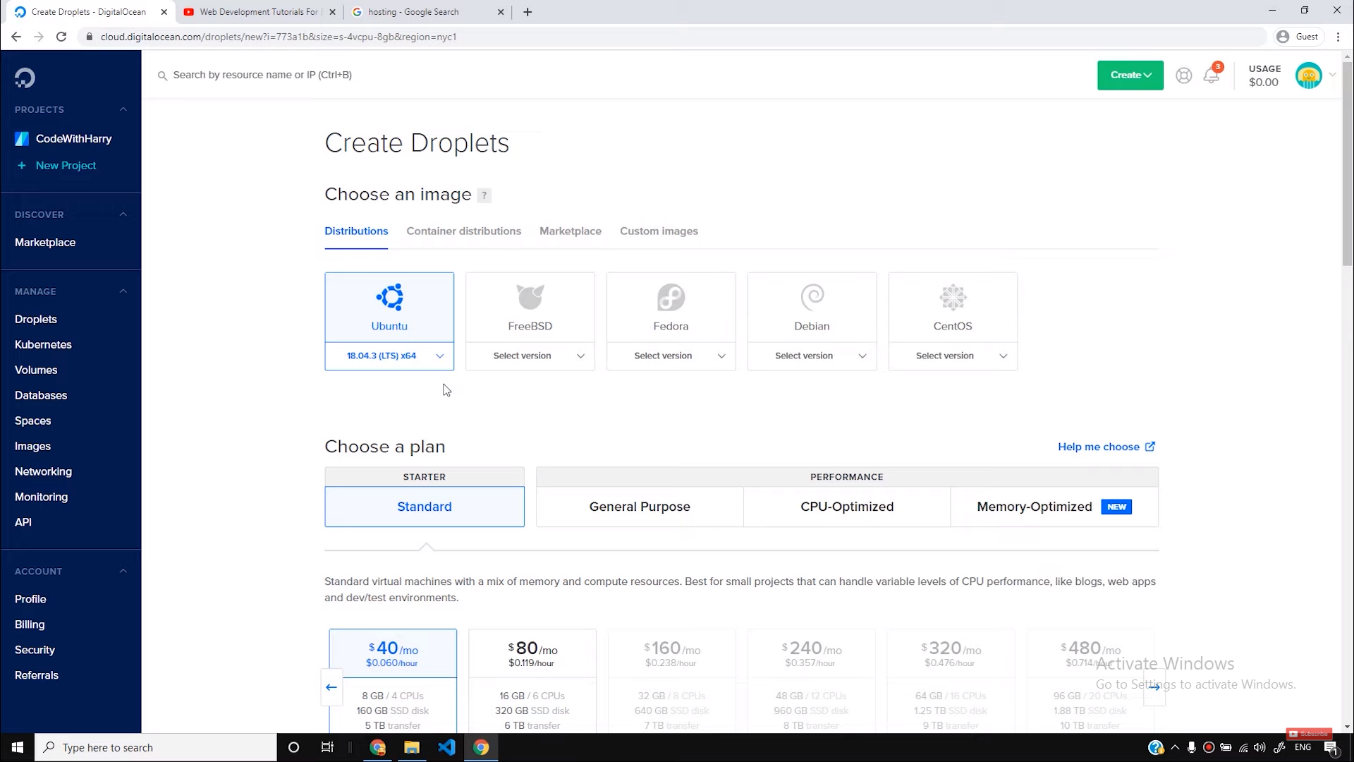 Create Droplets - DigitalOcean
Web Development Tutorials For
hosting - Google Search
cloud.digitalocean.com/droplets/new?i=773a1b&size=s-4vcpu-8gb&region=nyc1
Guest
Search by resource name or IP (Ctrl+B)
Create
3
USAGE
$0.00
PROJECTS
CodeWithHarry
+ New Project
DISCOVER
Marketplace
MANAGE
Droplets
Kubernetes
Volumes
Databases
Spaces
Images
Networking
Monitoring
API
ACCOUNT
Profile
Billing
Security
Referrals
Create Droplets
Choose an image ?
Distributions Container distributions Marketplace Custom images
Ubuntu FreeBSD Fedora Debian CentOS
18.04.3 (LTS) x64 Select version Select version Select version Select version
Choose a plan
Help me choose
STARTER PERFORMANCE
Standard General Purpose CPU-Optimized Memory-Optimized NEW
Standard virtual machines with a mix of memory and compute resources. Best for small projects that can handle variable levels of CPU performance, like blogs, web apps
and dev/test environments.
$40/mo $80/mo $160/mo $240/mo $320/mo $480/mo
$0.060/hour $0.119/hour $0.238/hour $0.357/hour $0.476/hour $0.714/hour
8 GB / 4 CPUs 16 GB / 6 CPUs 32 GB / 8 CPUs 48 GB / 12 CPUs 64 GB / 16 CPUs 96 GB / 20 CPUs
160 GB SSD disk 320 GB SSD disk 640 GB SSD disk 960 GB SSD disk 1.25 TB SSD disk 1.88 TB SSD disk
5 TB transfer 6 TB transfer 7 TB transfer 8 TB transfer 9 TB transfer 10 TB transfer
Activate Windows
Go to Settings to activate Windows.
Subscribe
Type here to search
ENG
1